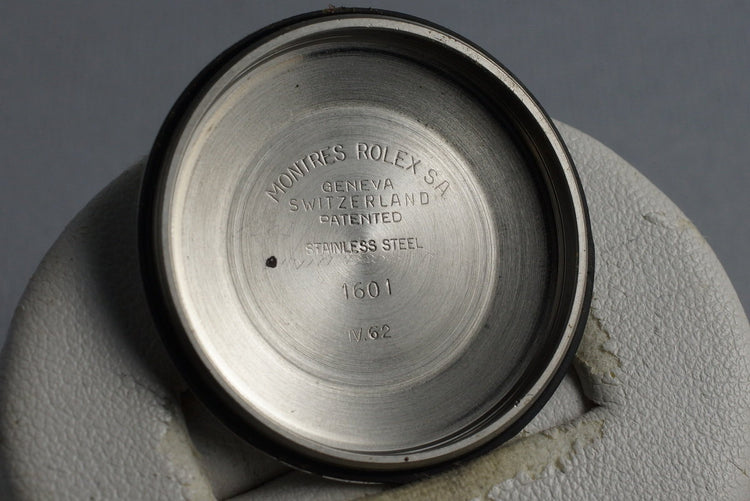 MONTRES ROLEX SA
GENEVA
SWITZERLAND
PATENTED
STAINLESS STEEL
1601
IV.62